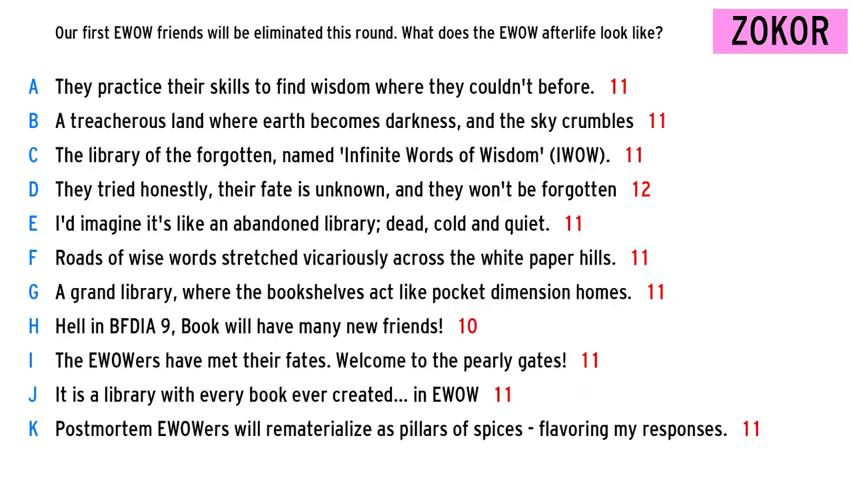 Our first EWOW friends will be eliminated this round. What does the EWOW afterlife look like?
ZOKOR
A They practice their skills to find wisdom where they couldn't before. 11
B A treacherous land where earth becomes darkness, and the sky crumbles 11
C The library of the forgotten, named 'Infinite Words of Wisdom' (IWOW). 11
D They tried honestly, their fate is unknown, and they won't be forgotten 12
E I'd imagine it's like an abandoned library; dead, cold and quiet. 11
F Roads of wise words stretched vicariously across the white paper hills. 11
G A grand library, where the bookshelves act like pocket dimension homes. 11
H Hell in BFDIA 9, Book will have many new friends! 10
I The EWOWers have met their fates. Welcome to the pearly gates! 11
J It is a library with every book ever created... in EWOW 11
K Postmortem EWOWers will rematerialize as pillars of spices - flavoring my responses. 11